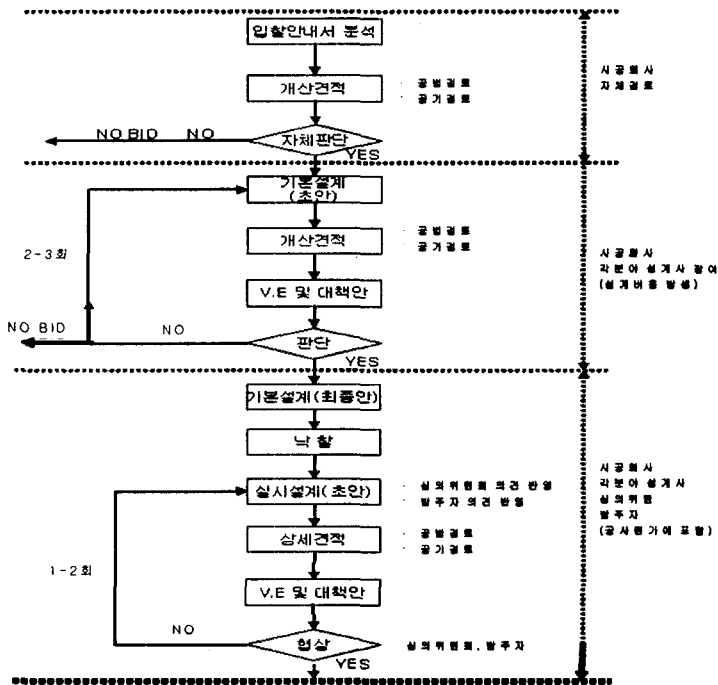 입찰안내서 분석
개산견적
· 공법검토
· 공기검토
시공회사
자체검토
NO BID NO
자체판단
YES
기본설계
(초안)
개산견적
· 공법검토
· 공기검토
2-3회
시공회사
각분야 설계사 참여
(설계비용 발생)
V.E 및 대책안
NO BID
NO
판단
YES
기본설계(최종안)
낙 찰
실시설계(초안)
· 심의위원회 의견 반영
· 발주자 의견 반영
시공회사
각분야 설계사
심의위원
발주자
(공사원가에 포함)
상세견적
· 공법검토
· 공기검토
1-2회
V.E 및 대책안
NO
협상
심의위원회, 발주자
YES